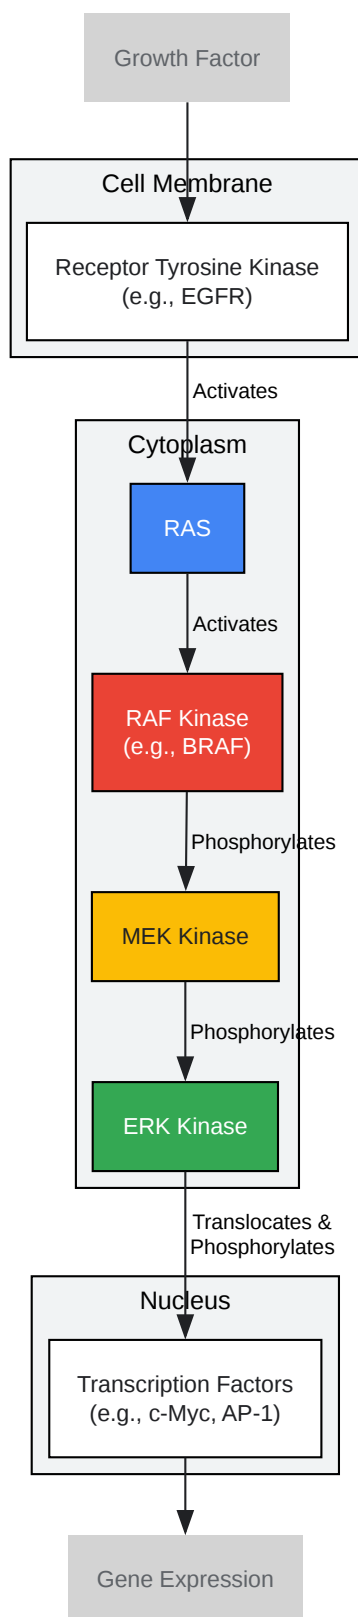 Growth Factor
Cell Membrane
Receptor Tyrosine Kinase
(e.g., EGFR)
Activates
Cytoplasm
RAS
Activates
RAF Kinase
(e.g., BRAF)
Phosphorylates
MEK Kinase
Phosphorylates
ERK Kinase
Translocates &
Phosphorylates
Nucleus
Transcription Factors
(e.g., c-Myc, AP-1)
Gene Expression